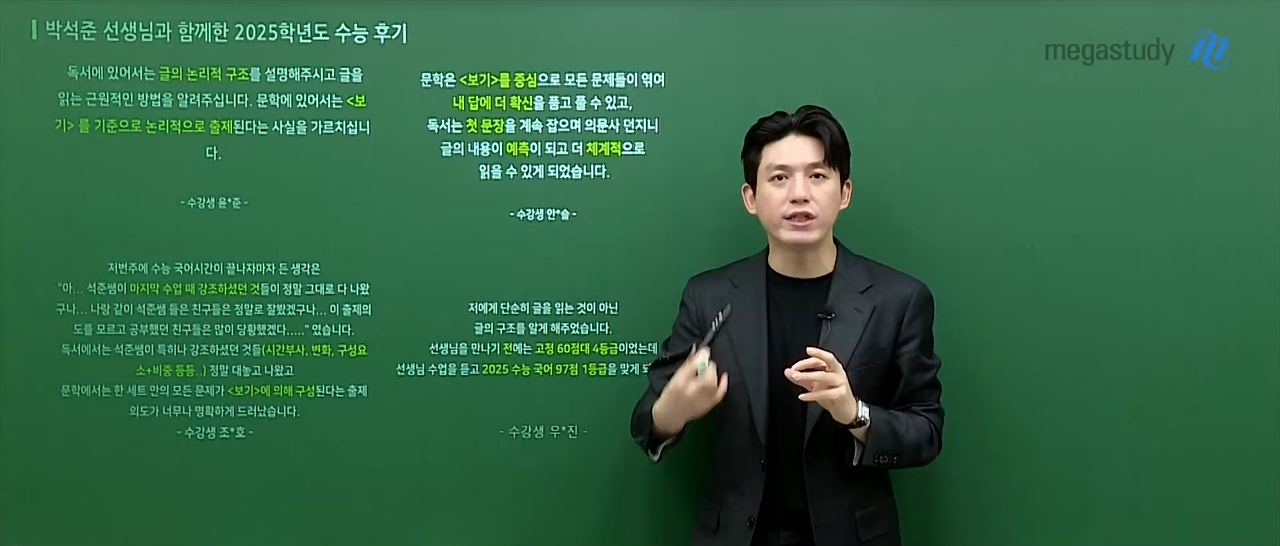 박석준 선생님과 함께한 2025학년도 수능 후기
megastudy
독서에 있어서는 글의 논리적 구조를 설명해주시고 글을
읽는 근원적인 방법을 알려주십니다. 문학에 있어서는 <보
기> 를 기준으로 논리적으로 출제된다는 사실을 가르치십니
다.
- 수강생 윤*준 -
문학은 <보기>를 중심으로 모든 문제들이 엮여
내 답에 더 확신을 품고 풀 수 있고,
독서는 첫 문장을 계속 잡으며 의문사 던지니
글의 내용이 예측이 되고 더 체계적으로
읽을 수 있게 되었습니다.
- 수강생 안*슬 -
저번주에 수능 국어시간이 끝나자마자 든 생각은
"아... 석준쌤이 마지막 수업 때 강조하셨던 것들이 정말 그대로 다 나왔
구나... 나랑 같이 석준쌤 들은 친구들은 정말로 잘봤겠구나... 이 출제의
도를 모르고 공부했던 친구들은 많이 당황했겠다....." 였습니다.
독서에서는 석준쌤이 특히나 강조하셨던 것들(시간부사, 변화, 구성요
소+비중 등등..) 정말 대놓고 나왔고
문학에서는 한 세트 안의 모든 문제가 <보기>에 의해 구성된다는 출제
의도가 너무나 명확하게 드러났습니다.
- 수강생 조*호 -
저에게 단순히 글을 읽는 것이 아닌
글의 구조를 알게 해주었습니다.
선생님을 만나기 전에는 고정 60점대 4등급이었는데
선생님 수업을 듣고 2025 수능 국어 97점 1등급을 맞게
- 수강생 우*진 -